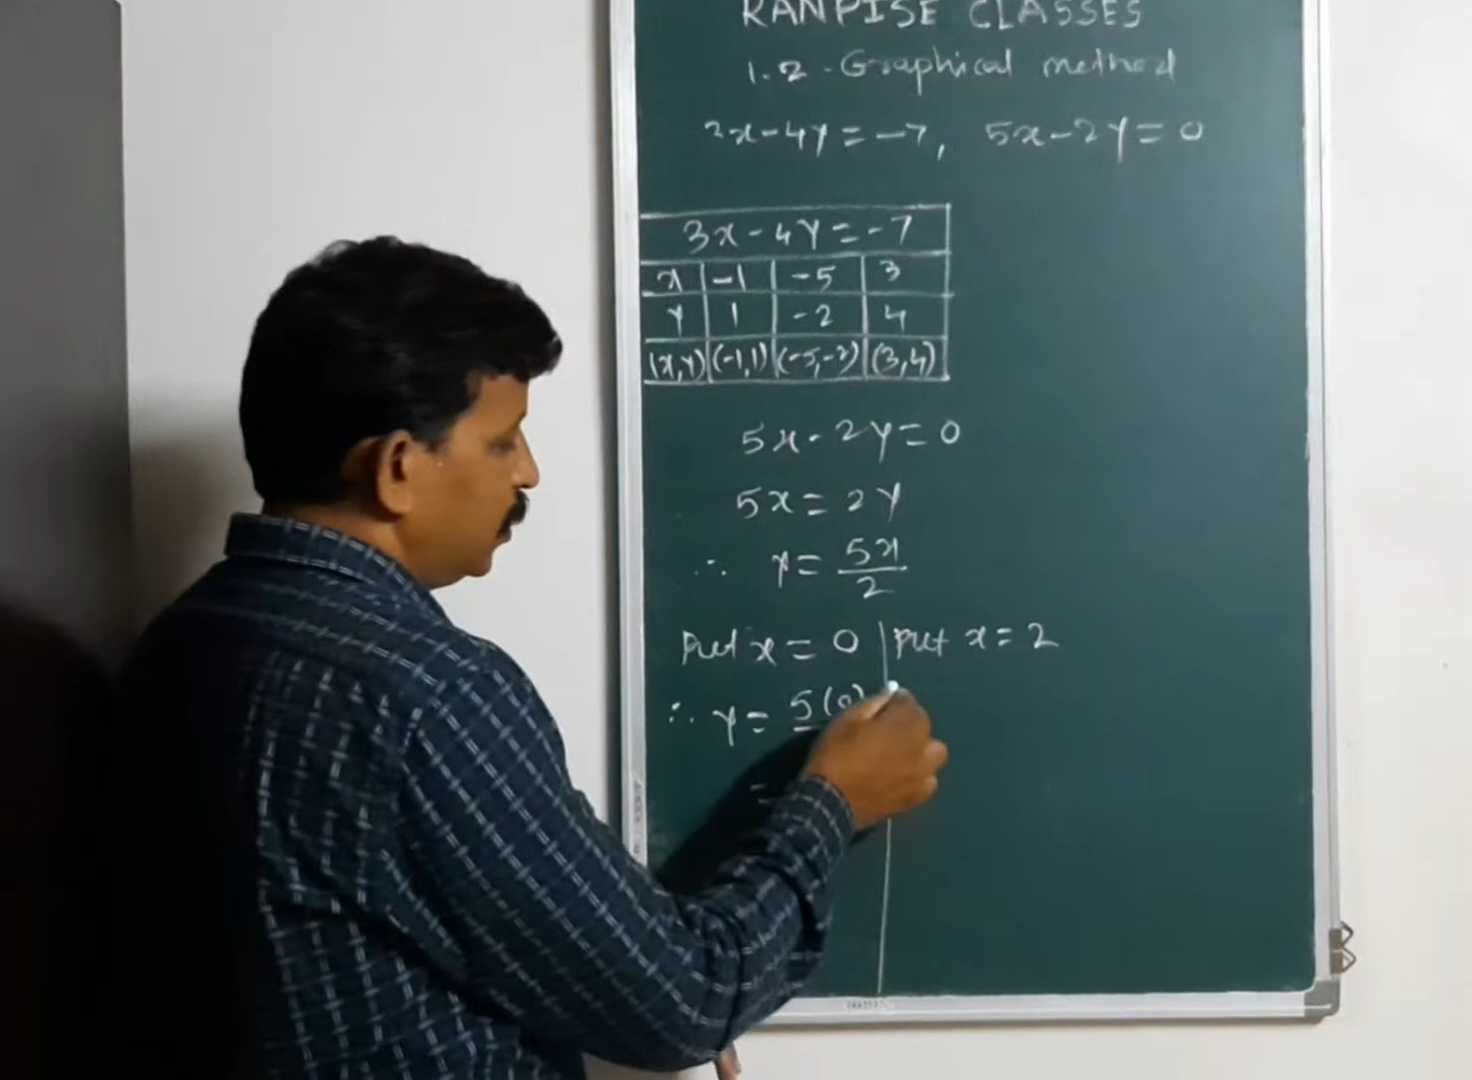 RANPISE CLASSES
1.2. Graphical method
3x-4y=-7, 5x-2y=0
3x-4y=-7
x -1 -5 3
y 1 -2 4
(x,y) (-1,1) (-5,-2) (3,4)
5x-2y=0
5x=2y
∴ y=5x/2
Put x=0 Put x=2
∴ y=5(0)
=